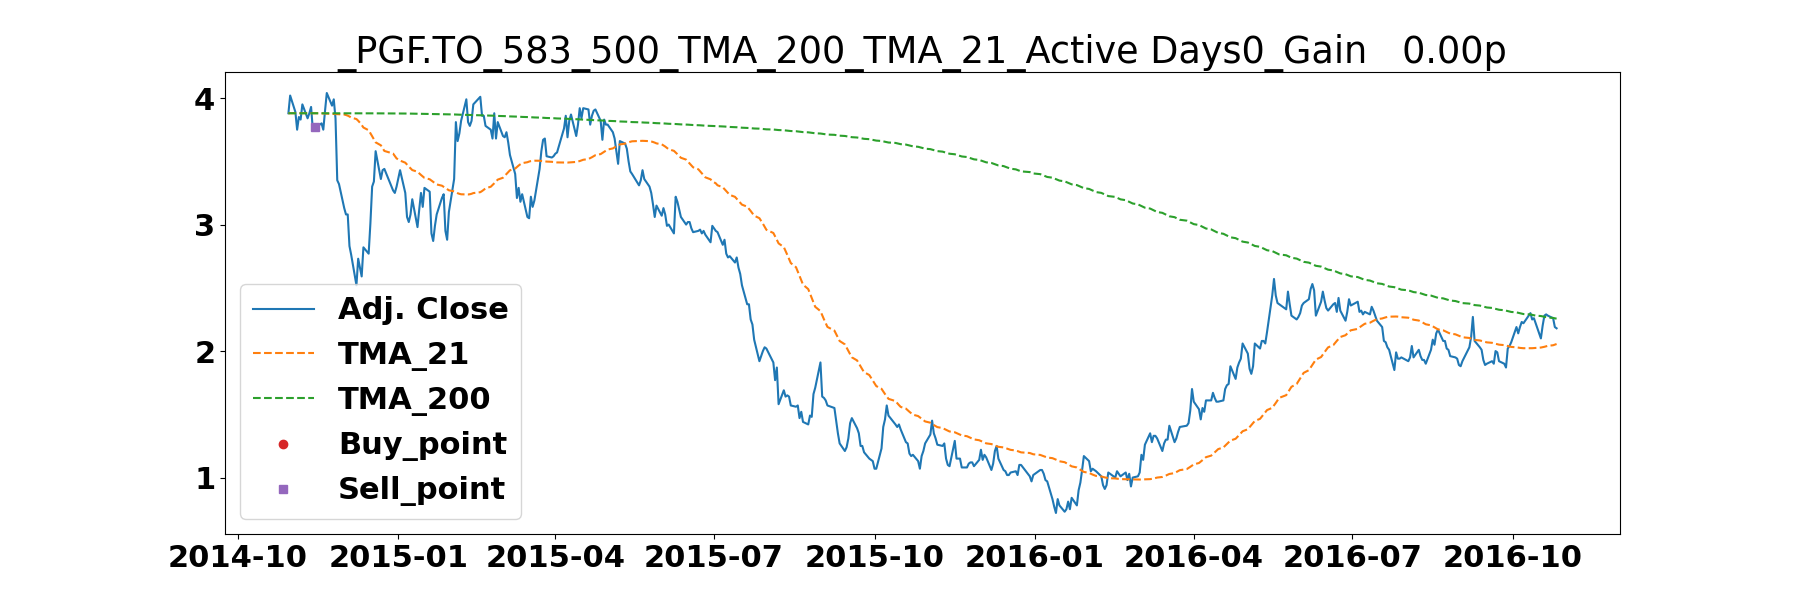 _PGF.TO_583_500_TMA_200_TMA_21_Active Days0_Gain   0.00p
4
3
2
1
Adj. Close
TMA_21
TMA_200
Buy_point
Sell_point
2014-10 2015-01 2015-04 2015-07 2015-10 2016-01 2016-04 2016-07 2016-10